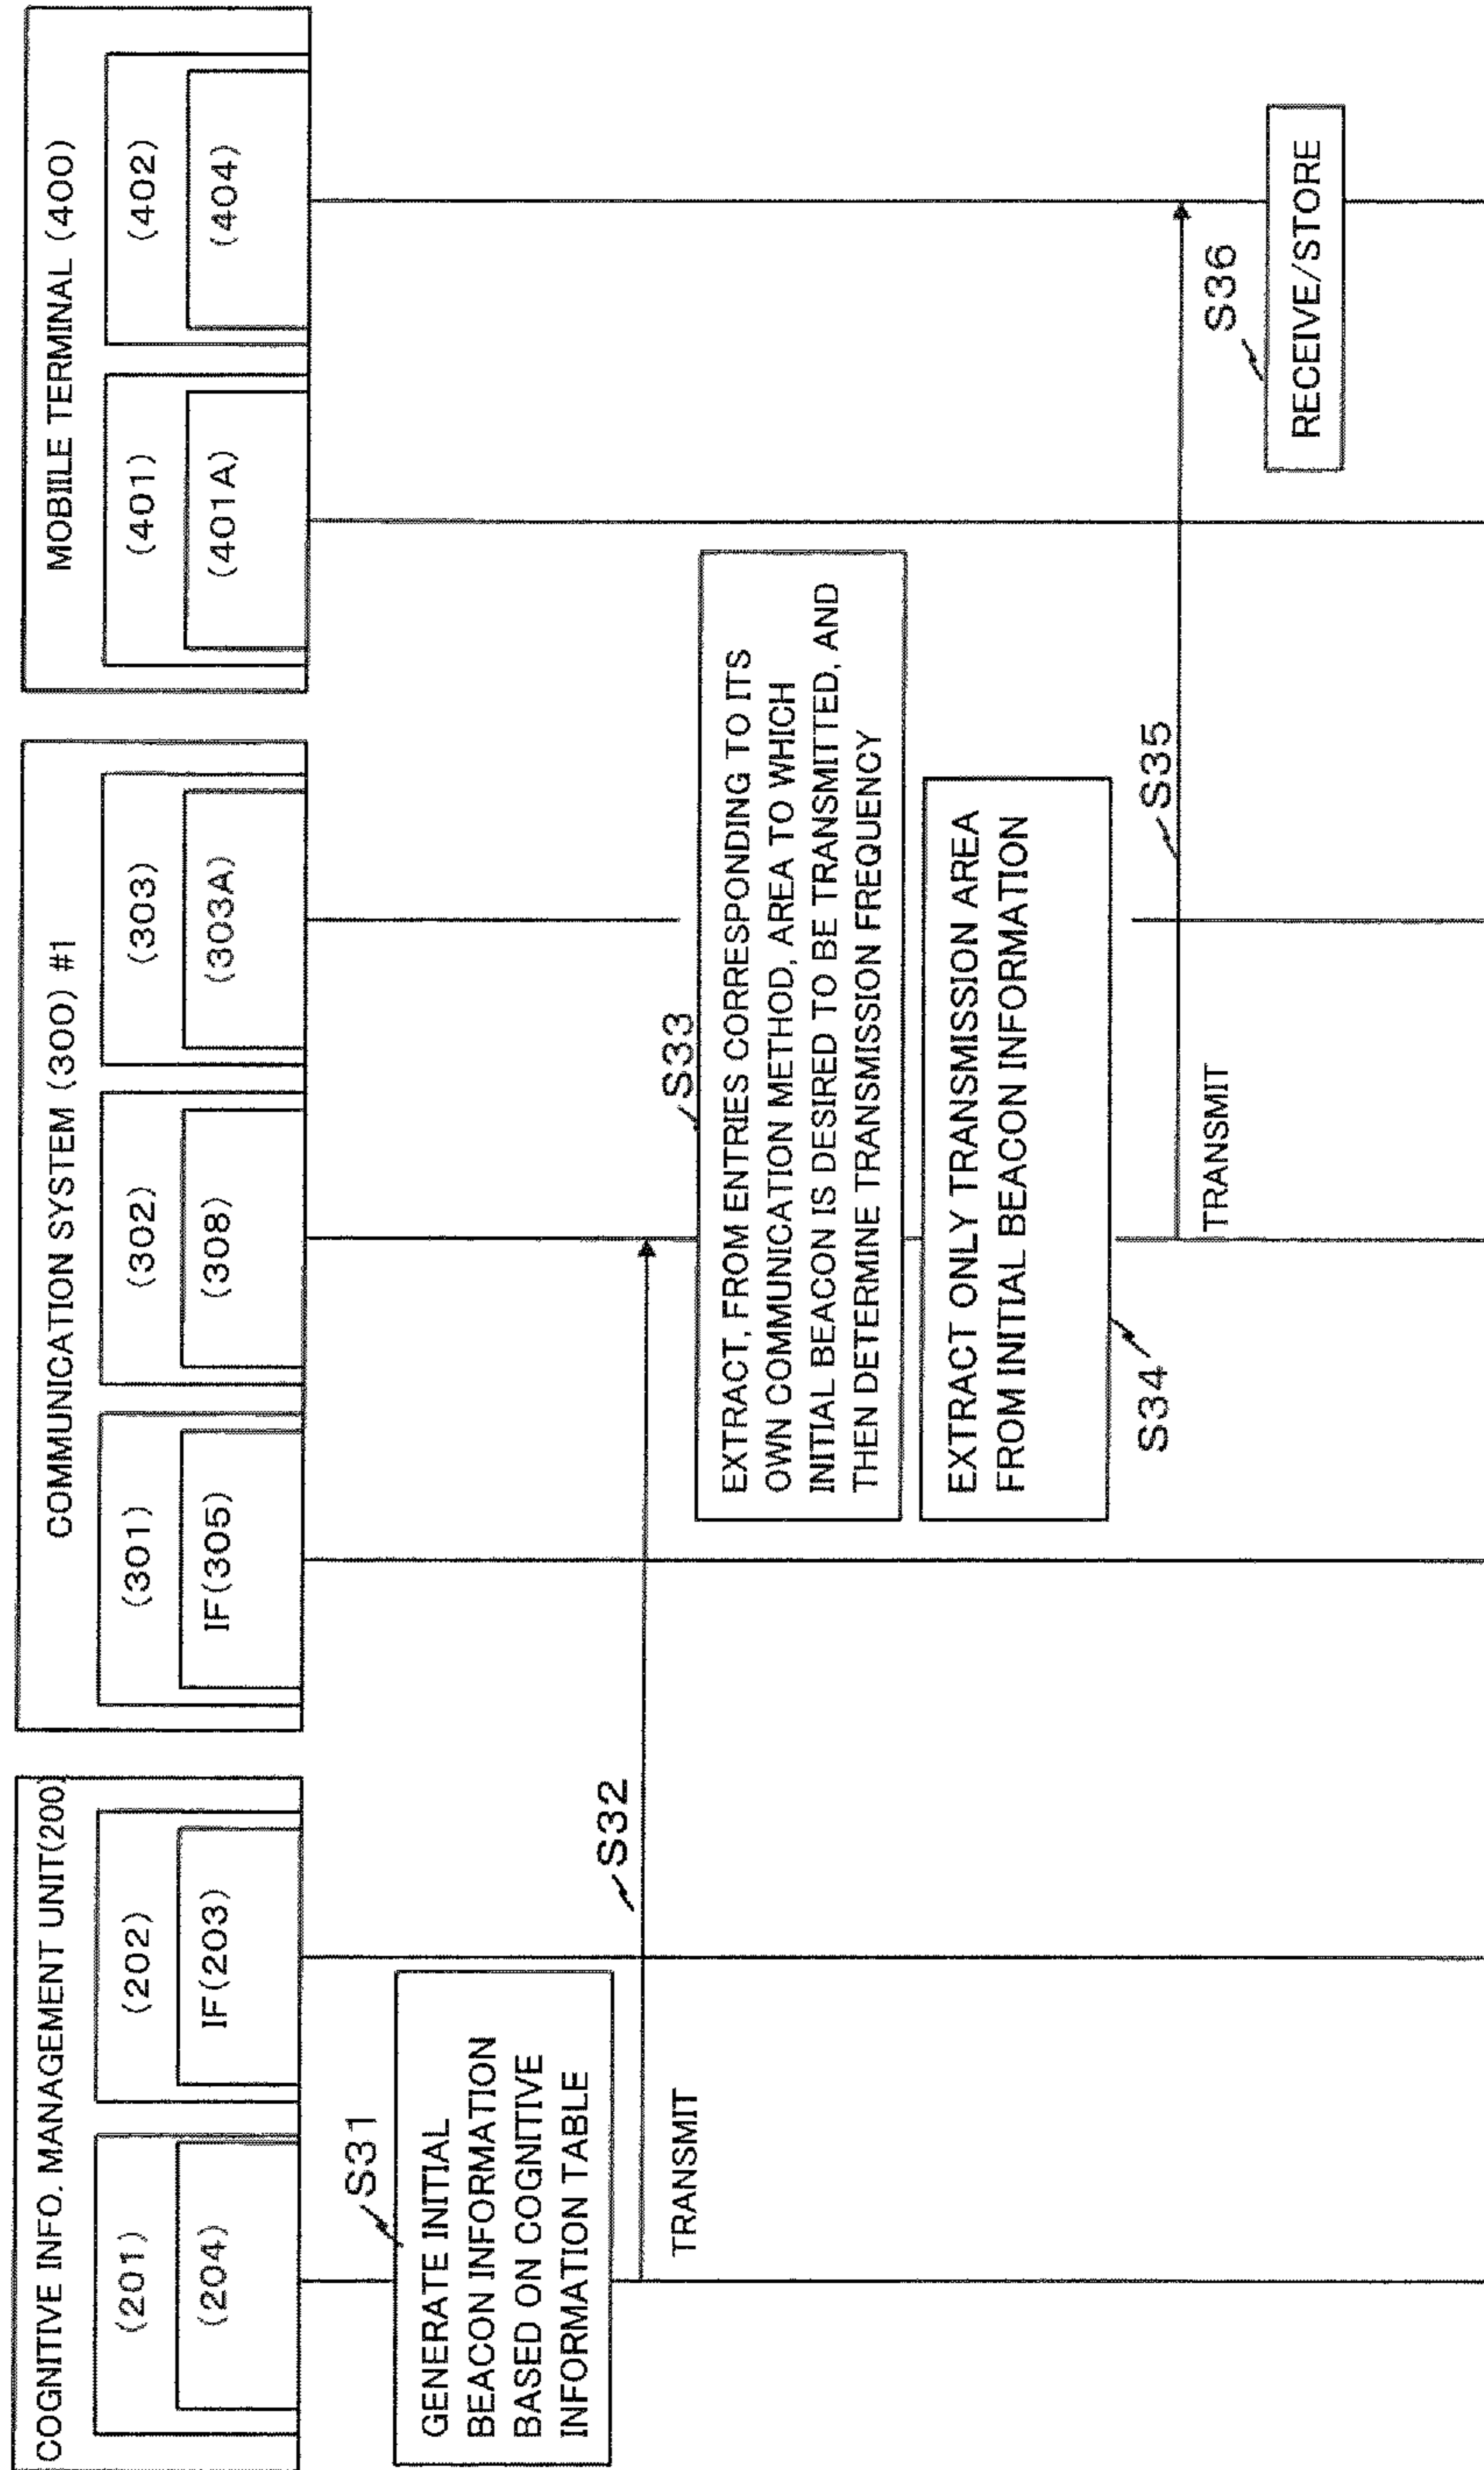 COGNITIVE INFO. MANAGEMENT UNIT(200)
(201)
(204)
(202)
IF(203)
COMMUNICATION SYSTEM (300) #1
(301)
IF(305)
(302)
(308)
(303)
(303A)
MOBIILE TERMINAL (400)
(401)
(401A)
(402)
(404)
S31
GENERATE INITIAL
BEACON INFORMATION
BASED ON COGNITIVE
INFORMATION TABLE
S32
TRANSMIT
S33
EXTRACT, FROM ENTRIES CORRESPONDING TO ITS
OWN COMMUNICATION METHOD, AREA TO WHICH
INITIAL BEACON IS DESIRED TO BE TRANSMITTED, AND
THEN DETERMINE TRANSMISSION FREQUENCY
EXTRACT ONLY TRANSMISSION AREA
FROM INITIAL BEACON INFORMATION
S34
S35
TRANSMIT
S36
RECEIVE/STORE